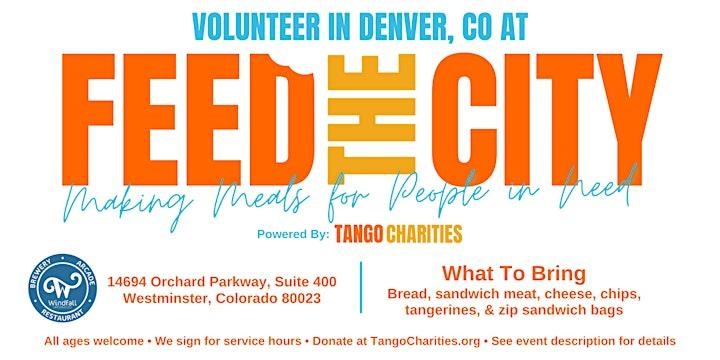 VOLUNTEER IN DENVER, CO AT
FEED THE CITY
Making Meals for People in Need
Powered By: TANGO CHARITIES
BREWERY • ARCADE
W
Windfall
RESTAURANT
14694 Orchard Parkway, Suite 400
Westminster, Colorado 80023
What To Bring
Bread, sandwich meat, cheese, chips,
tangerines, & zip sandwich bags
All ages welcome • We sign for service hours • Donate at TangoCharities.org • See event description for details